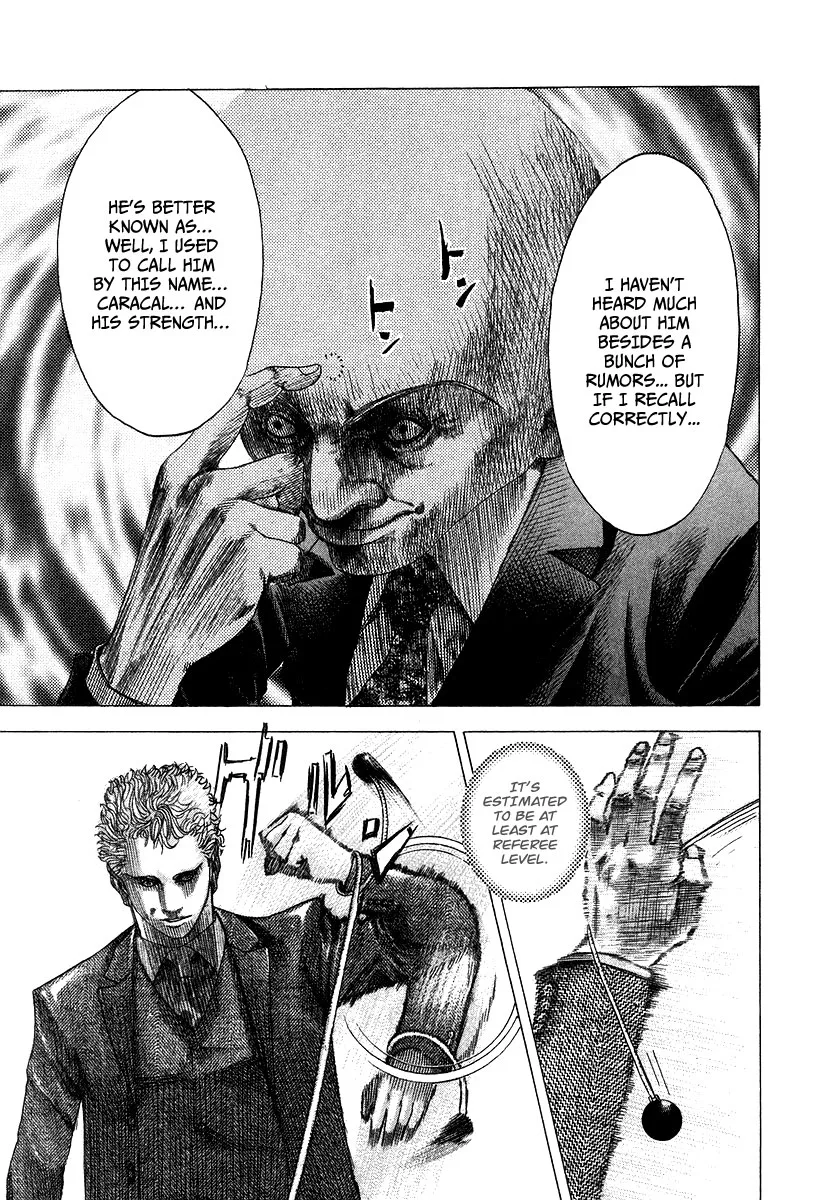 I HAVEN'T
HEARD MUCH
ABOUT HIM
BESIDES A
BUNCH OF
RUMORS... BUT
IF I RECALL
CORRECTLY...
トン
トン
HE'S BETTER
KNOWN AS...
WELL, I USED
TO CALL HIM
BY THIS NAME...
CARACAL... AND
HIS STRENGTH...
IT'S
ESTIMATED
TO BE AT
LEAST AT
REFEREE
LEVEL.